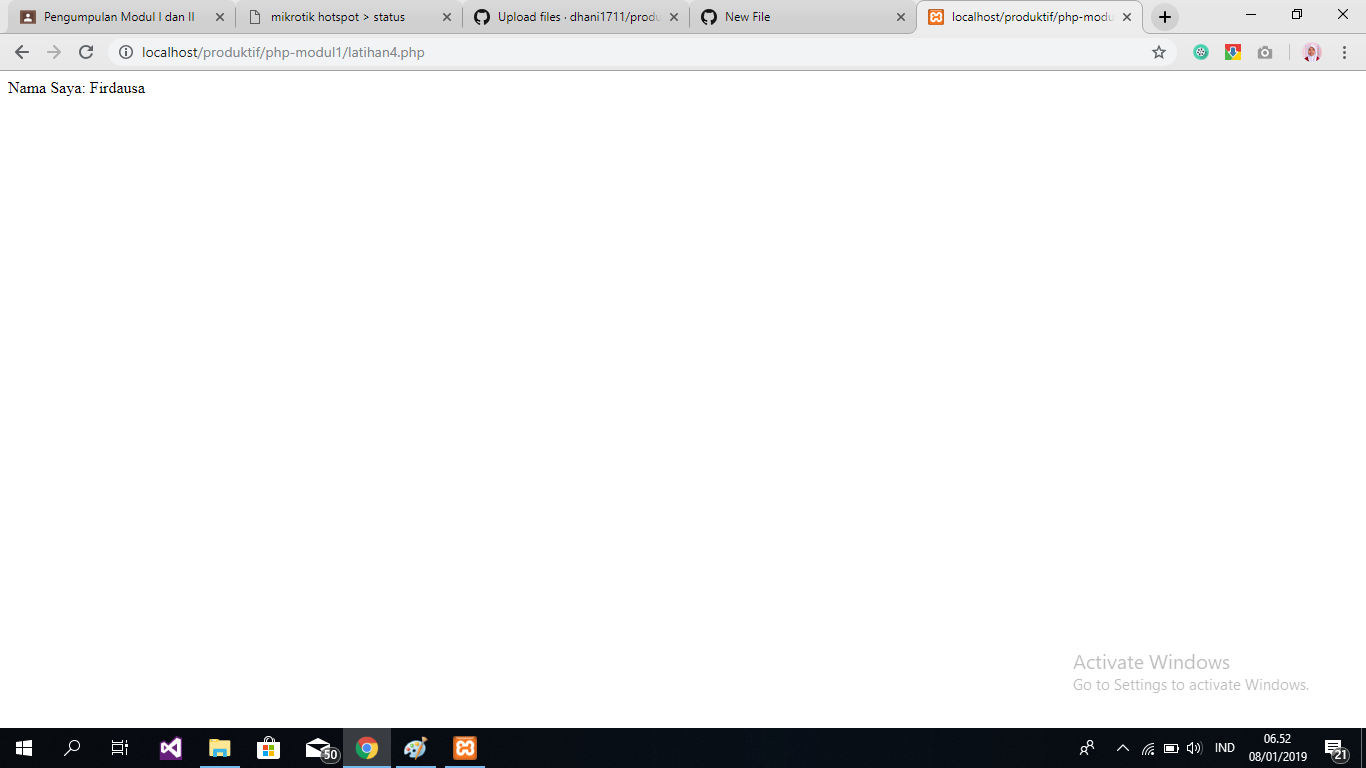 Pengumpulan Modul I dan II
mikrotik hotspot > status
Upload files · dhani1711/produ
New File
localhost/produktif/php-modu
localhost/produktif/php-modul1/latihan4.php
Nama Saya: Firdausa
Activate Windows
Go to Settings to activate Windows.
50
IND
06.52
08/01/2019
21